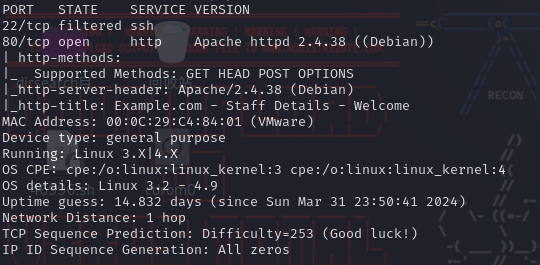 PORT   STATE    SERVICE VERSION
22/tcp filtered ssh
80/tcp open     http    Apache httpd 2.4.38 ((Debian))
| http-methods:
|_  Supported Methods: GET HEAD POST OPTIONS
|_http-server-header: Apache/2.4.38 (Debian)
|_http-title: Example.com - Staff Details - Welcome
MAC Address: 00:0C:29:C4:84:01 (VMware)
Device type: general purpose
Running: Linux 3.X|4.X
OS CPE: cpe:/o:linux:linux_kernel:3 cpe:/o:linux:linux_kernel:4
OS details: Linux 3.2 - 4.9
Uptime guess: 14.832 days (since Sun Mar 31 23:50:41 2024)
Network Distance: 1 hop
TCP Sequence Prediction: Difficulty=253 (Good luck!)
IP ID Sequence Generation: All zeros
RECON